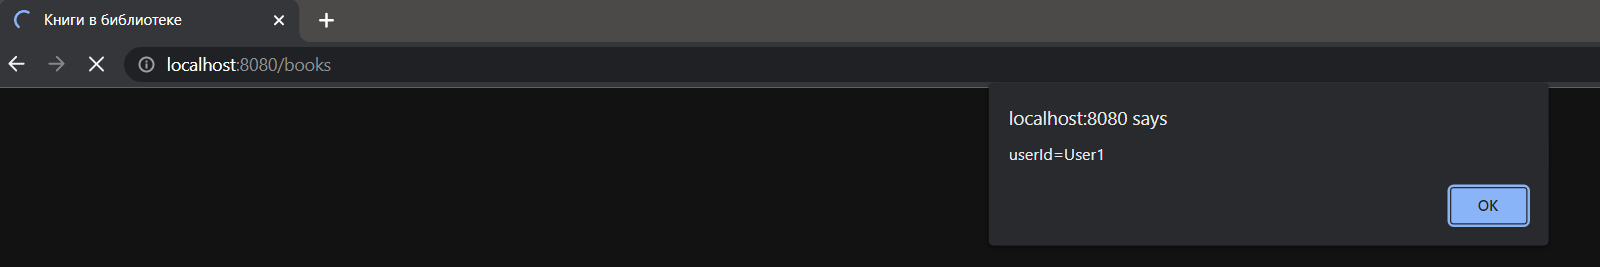 Книги в библиотеке
localhost:8080/books
localhost:8080 says
userId=User1
OK